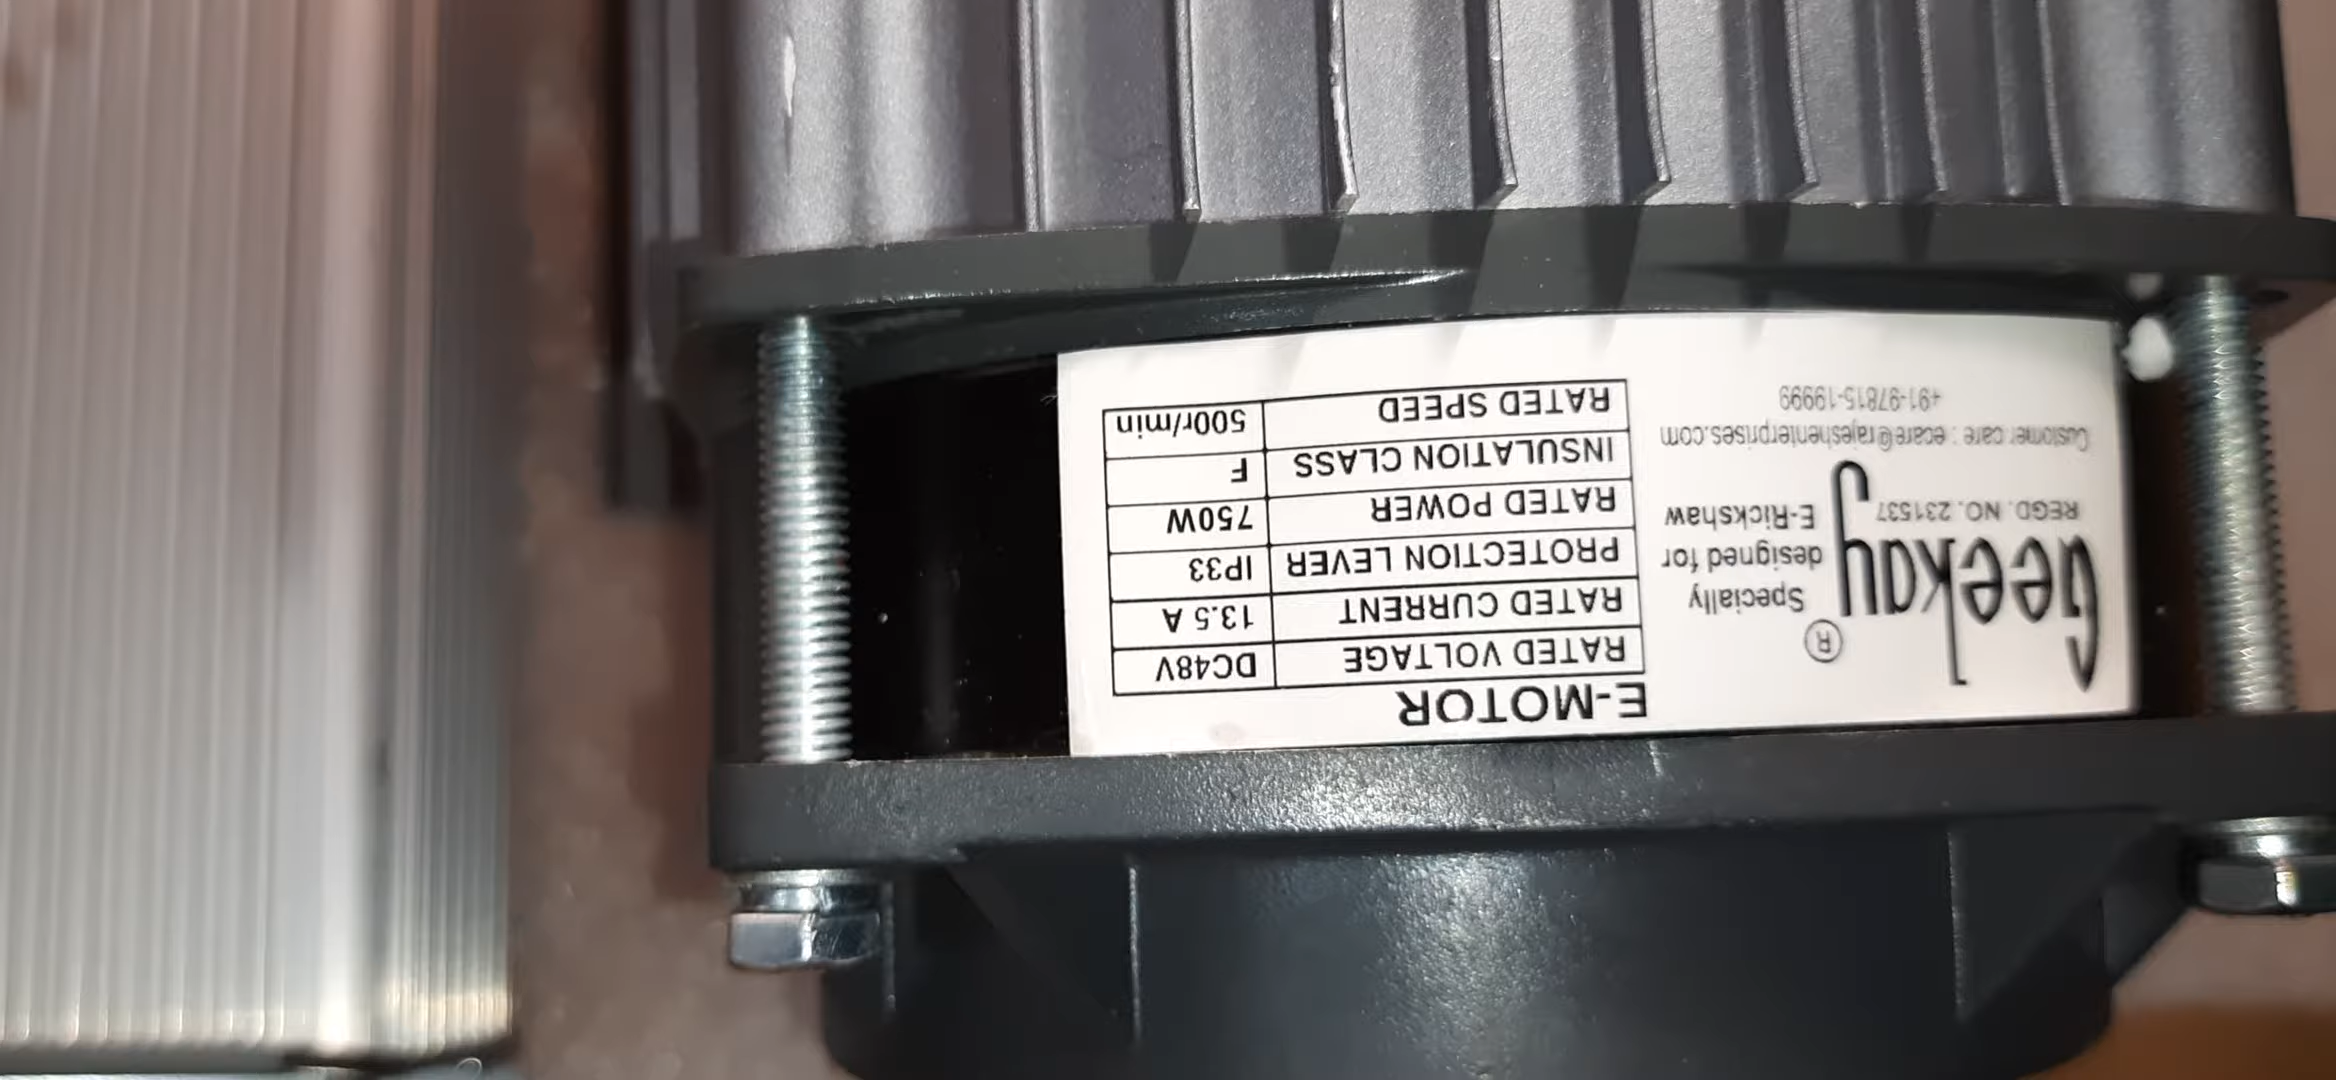 Geekay®
REGD. NO. 231537
Specially
designed for
E-Rickshaw
Customer care : ecare@rajeshenterprises.com
+91-97815-19999
E-MOTOR
RATED VOLTAGE DC48V
RATED CURRENT 13.5 A
PROTECTION LEVER IP33
RATED POWER 750W
INSULATION CLASS F
RATED SPEED 500r/min